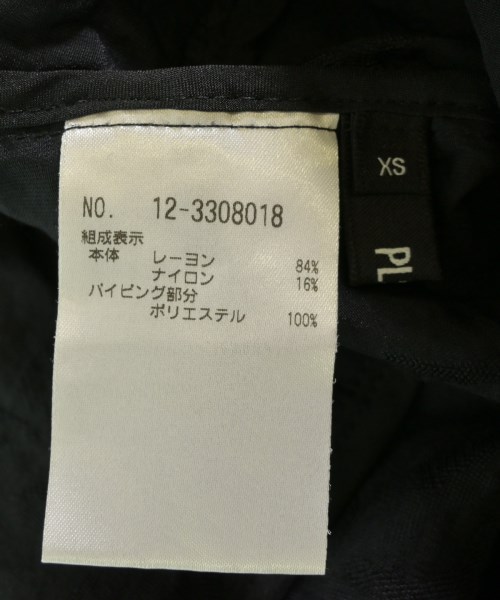 NO. 12-3308018
組成表示
本体 レーヨン 84%
ナイロン 16%
パイピング部分
ポリエステル 100%
XS